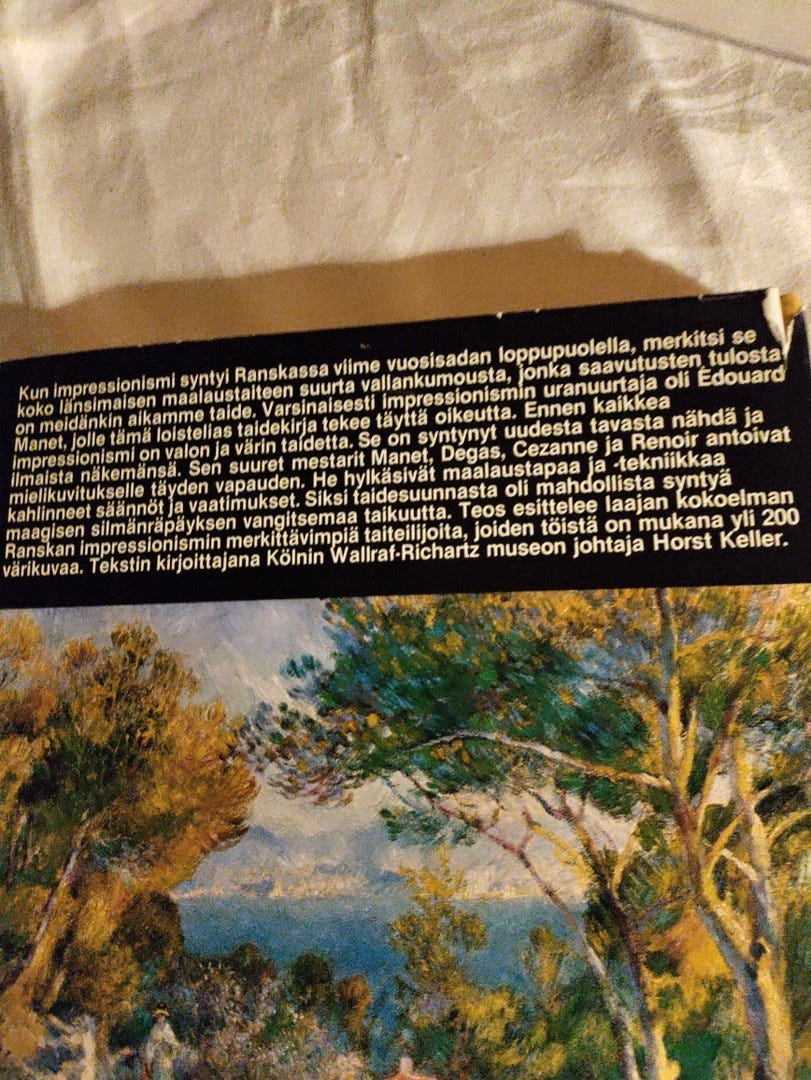 Kun impressionismi syntyi Ranskassa viime vuosisadan loppupuolella, merkitsi se
koko länsimaisen maalaustaiteen suurta vallankumousta, jonka saavutusten tulosta
on meidänkin aikamme taide. Varsinaisesti impressionismin uranuurtaja oli Edouard
Manet, jolle tämä loistelias taidekirja tekee täyttä oikeutta. Ennen kaikkea
impressionismi on valon ja värin taidetta. Se on syntynyt uudesta tavasta nähdä ja
ilmaista näkemänsä. Sen suuret mestarit Manet, Degas, Cezanne ja Renoir antoivat
mielikuvitukselle täyden vapauden. He hylkäsivät maalaustapaa ja -tekniikkaa
kahlinneet säännöt ja vaatimukset. Siksi taidesuunnasta oli mahdollista syntyä
maagisen silmänräpäyksen vangitsemaa taikuutta. Teos esittelee laajan kokoelman
Ranskan impressionismin merkittävimpiä taiteilijoita, joiden töistä on mukana yli 200
värikuvaa. Tekstin kirjoittajana Kölnin Wallraf-Richartz museon johtaja Horst Keller.